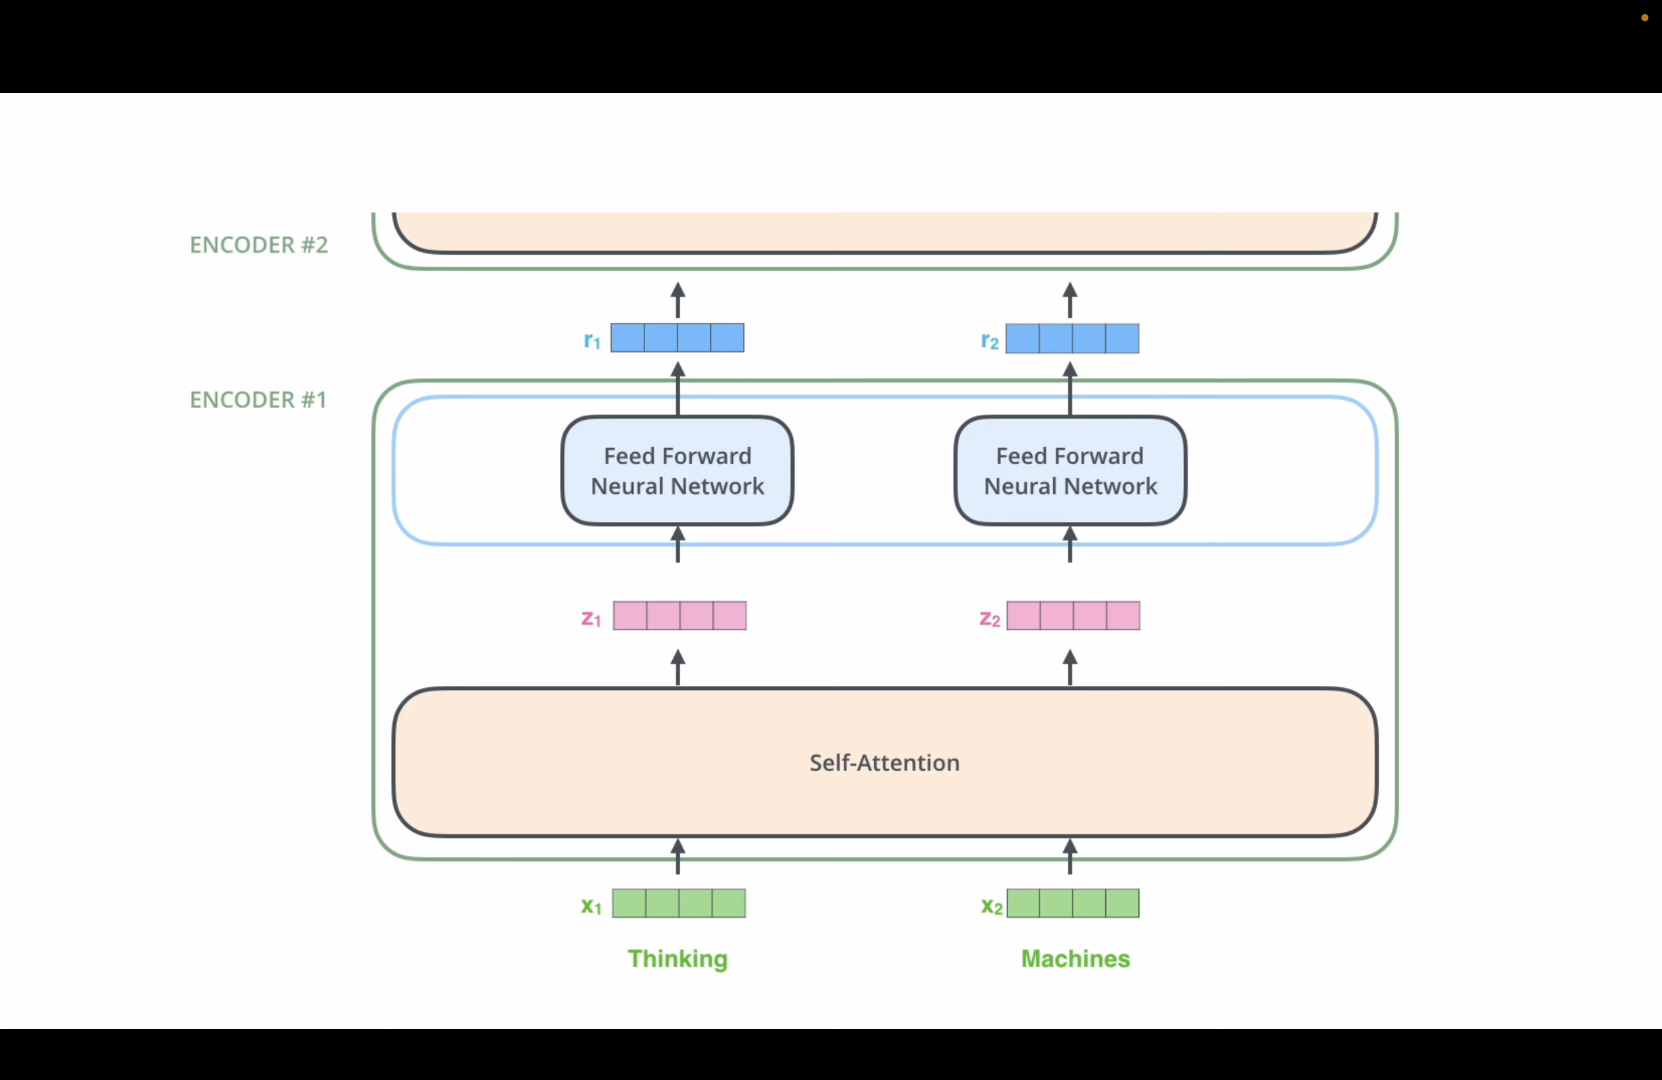 ENCODER #2
r₁
r₂
ENCODER #1
Feed Forward
Neural Network
Feed Forward
Neural Network
z₁
z₂
Self-Attention
x₁
x₂
Thinking
Machines